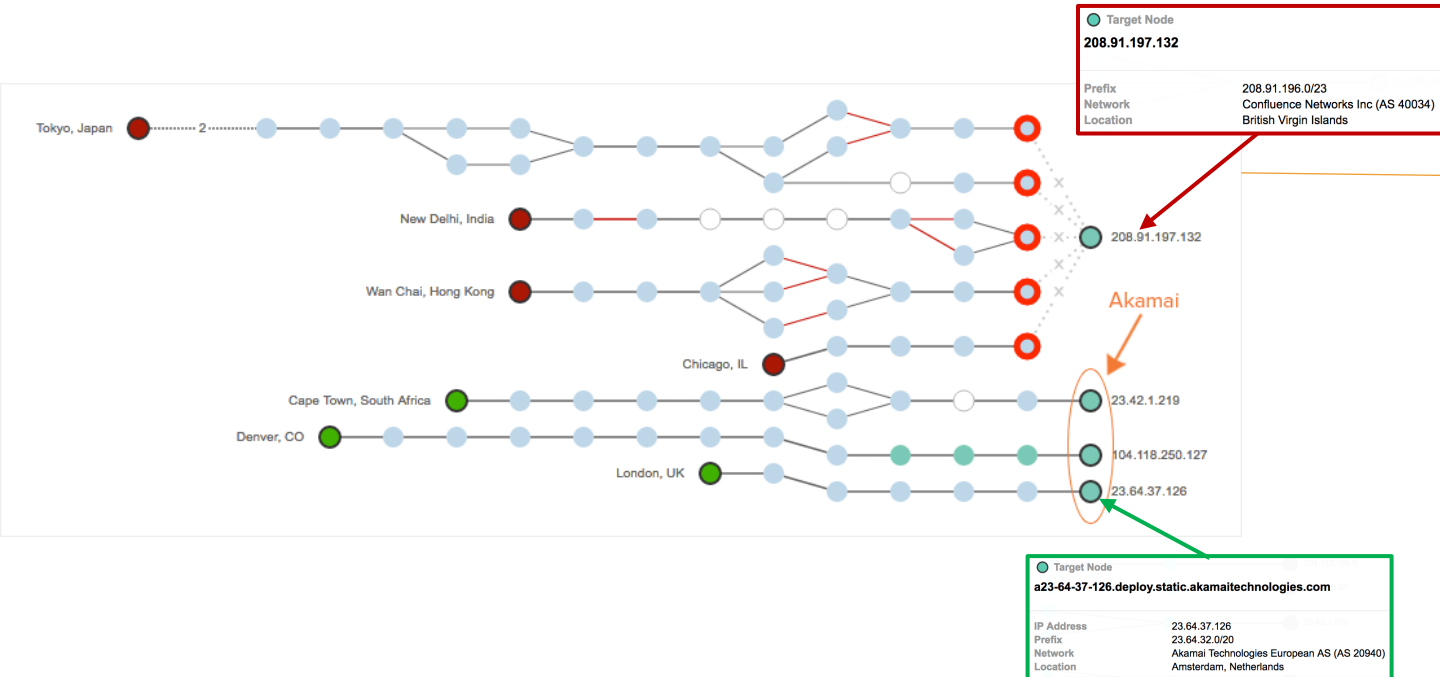 Target Node
208.91.197.132
Prefix 208.91.196.0/23
Network Confluence Networks Inc (AS 40034)
Location British Virgin Islands
Tokyo, Japan 2
New Delhi, India
208.91.197.132
Wan Chai, Hong Kong
Akamai
Chicago, IL
Cape Town, South Africa
23.42.1.219
Denver, CO
104.118.250.127
London, UK
23.64.37.126
Target Node
a23-64-37-126.deploy.static.akamaitechnologies.com
IP Address 23.64.37.126
Prefix 23.64.32.0/20
Network Akamai Technologies European AS (AS 20940)
Location Amsterdam, Netherlands